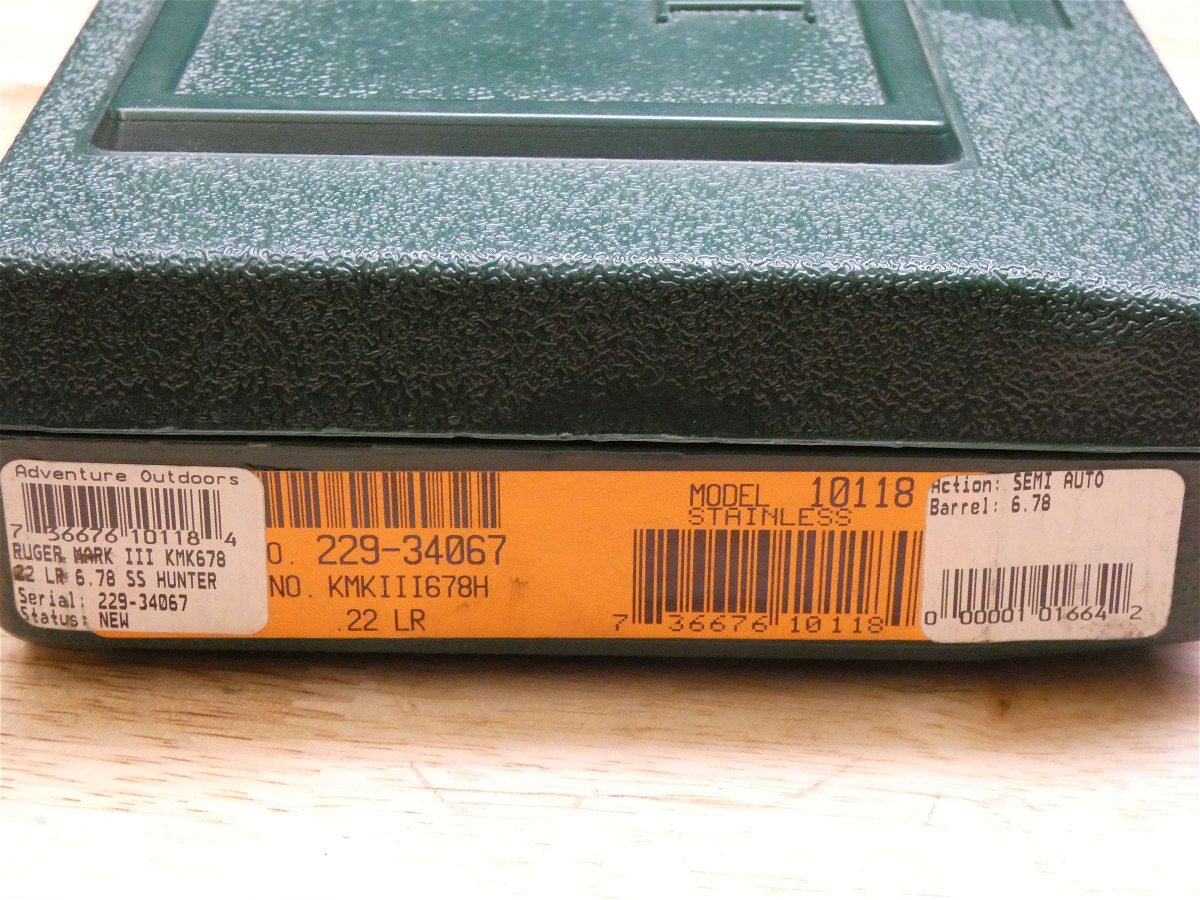 Adventure Outdoors
7 36676 10118 4
RUGER MARK III KMK678
22 LR 6.78 SS HUNTER
Serial: 229-34067
Status: NEW
O. 229-34067
NO. KMKIII678H
.22 LR
MODEL 10118
STAINLESS
7 36676 10118
Action: SEMI AUTO
Barrel: 6.78
0 00001 01664 2